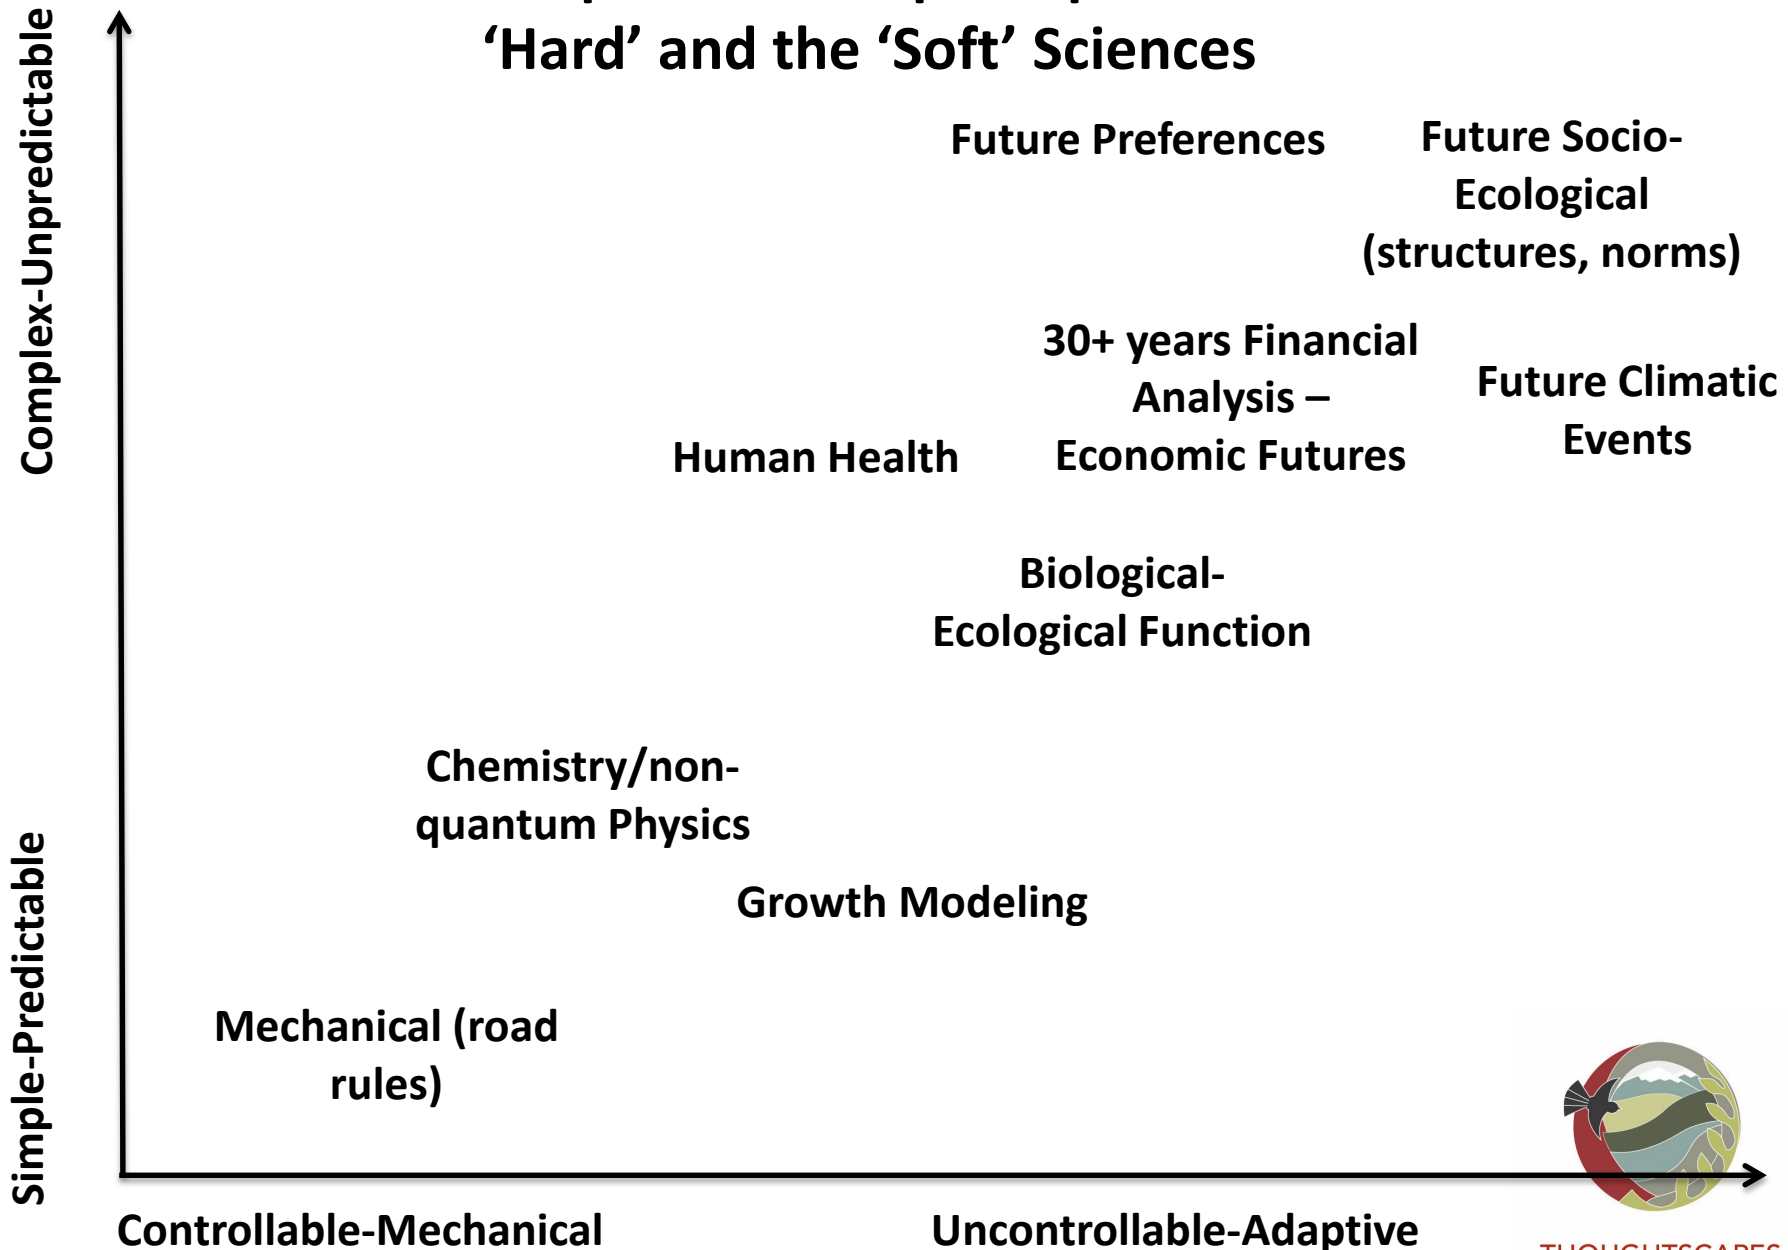 ‘Hard’ and the ‘Soft’ Sciences
Complex-Unpredictable
Future Preferences
Future Socio-
Ecological
(structures, norms)
30+ years Financial
Analysis –
Economic Futures
Future Climatic
Events
Human Health
Biological-
Ecological Function
Chemistry/non-
quantum Physics
Growth Modeling
Simple-Predictable
Mechanical (road
rules)
Controllable-Mechanical
Uncontrollable-Adaptive
THOUGHTSCAPES